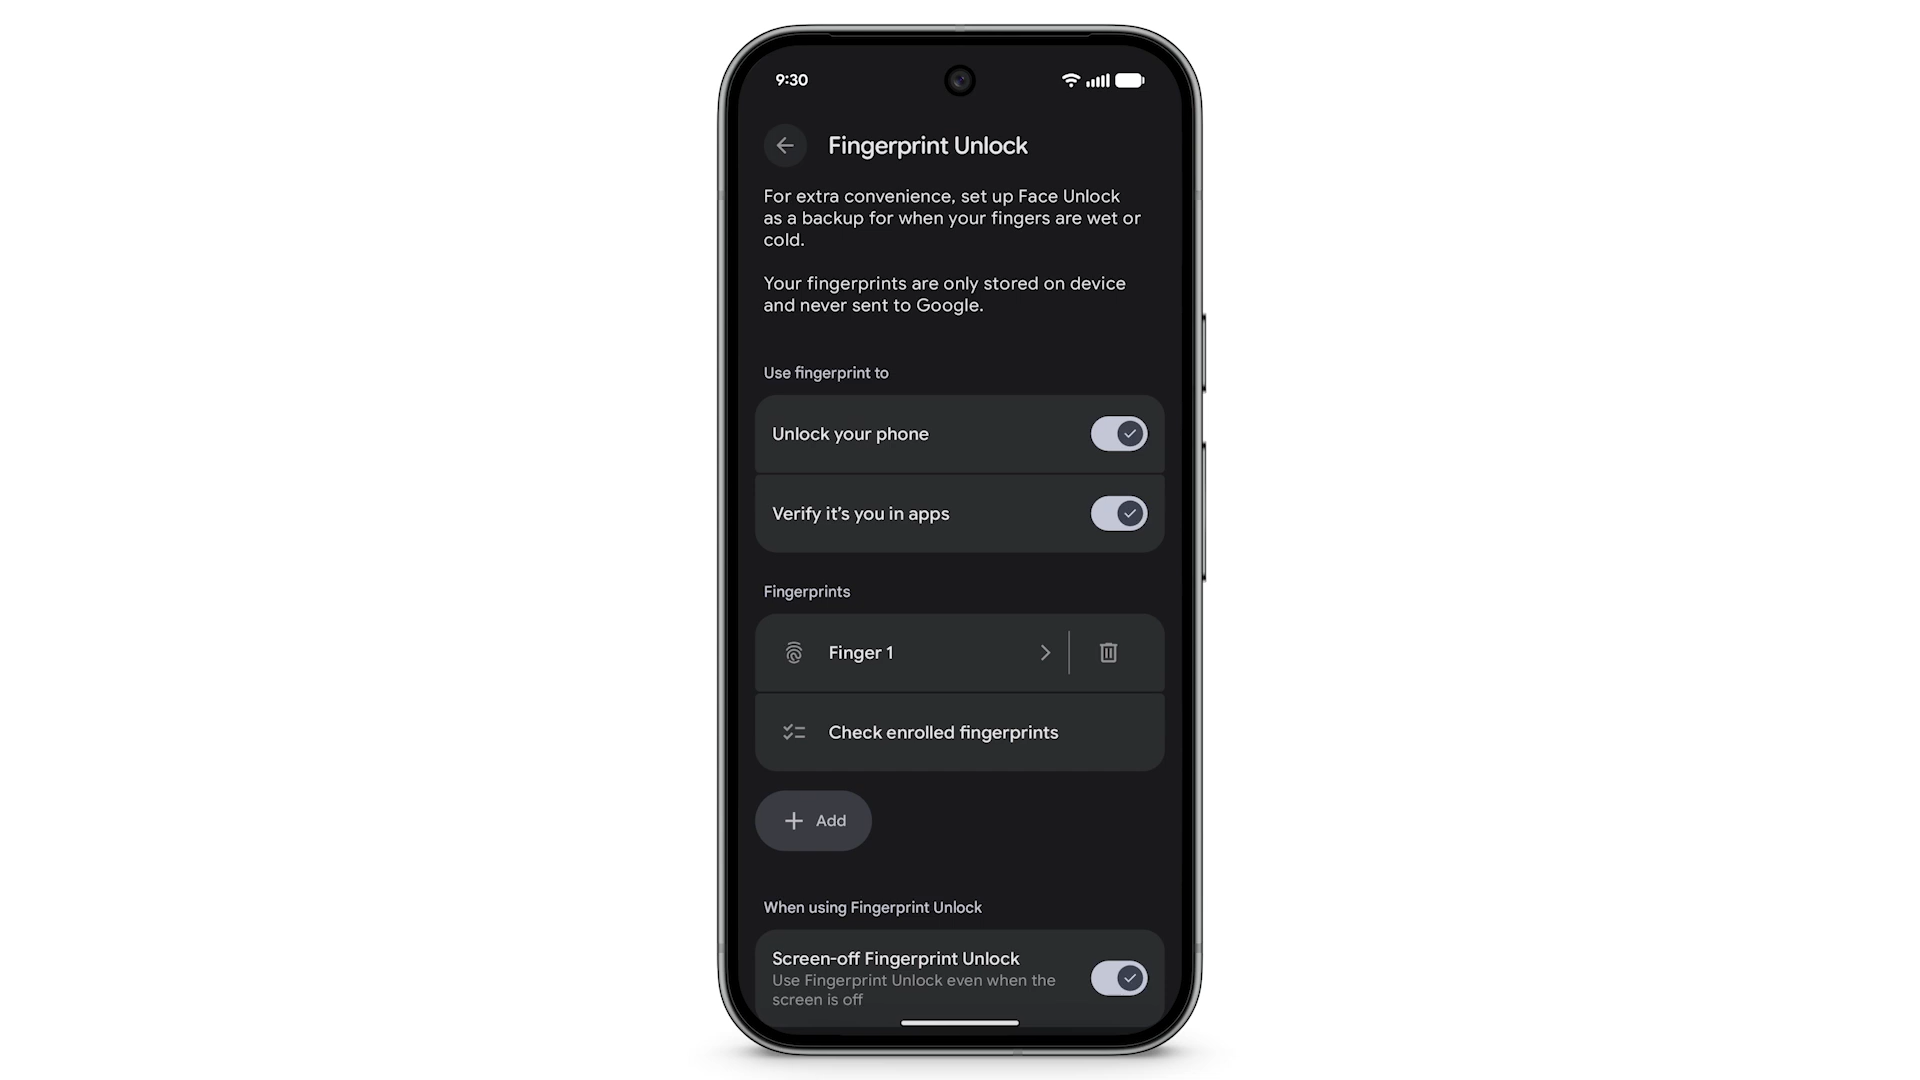 9:30
Fingerprint Unlock
For extra convenience, set up Face Unlock
as a backup for when your fingers are wet or
cold.
Your fingerprints are only stored on device
and never sent to Google.
Use fingerprint to
Unlock your phone
Verify it’s you in apps
Fingerprints
Finger 1
Check enrolled fingerprints
Add
When using Fingerprint Unlock
Screen-off Fingerprint Unlock
Use Fingerprint Unlock even when the
screen is off